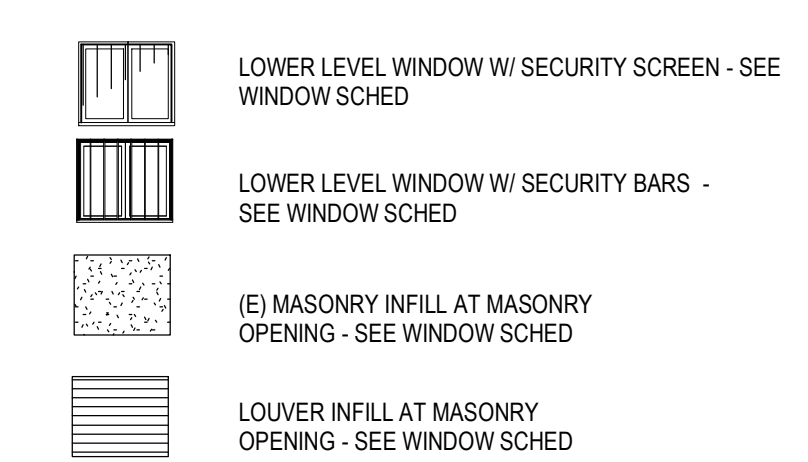 LOWER LEVEL WINDOW W/ SECURITY SCREEN - SEE
WINDOW SCHED
LOWER LEVEL WINDOW W/ SECURITY BARS -
SEE WINDOW SCHED
(E) MASONRY INFILL AT MASONRY
OPENING - SEE WINDOW SCHED
LOUVER INFILL AT MASONRY
OPENING - SEE WINDOW SCHED